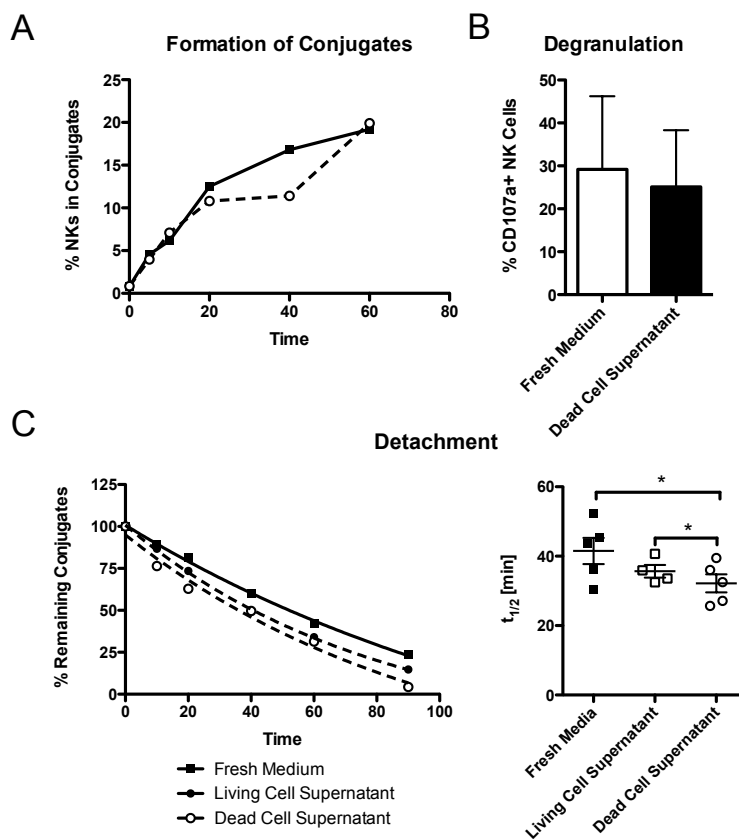 A
Formation of Conjugates
% NKs in Conjugates
25
20
15
10
5
0
0 20 40 60 80
Time
B
Degranulation
% CD107a+ NK Cells
50
40
30
20
10
0
Fresh Medium
Dead Cell Supernatant
C
Detachment
% Remaining Conjugates
125
100
75
50
25
0
0 20 40 60 80 100
Time
Fresh Medium
Living Cell Supernatant
Dead Cell Supernatant
t1/2 [min]
60
40
20
0
*
*
Fresh Media
Living Cell Supernatant
Dead Cell Supernatant